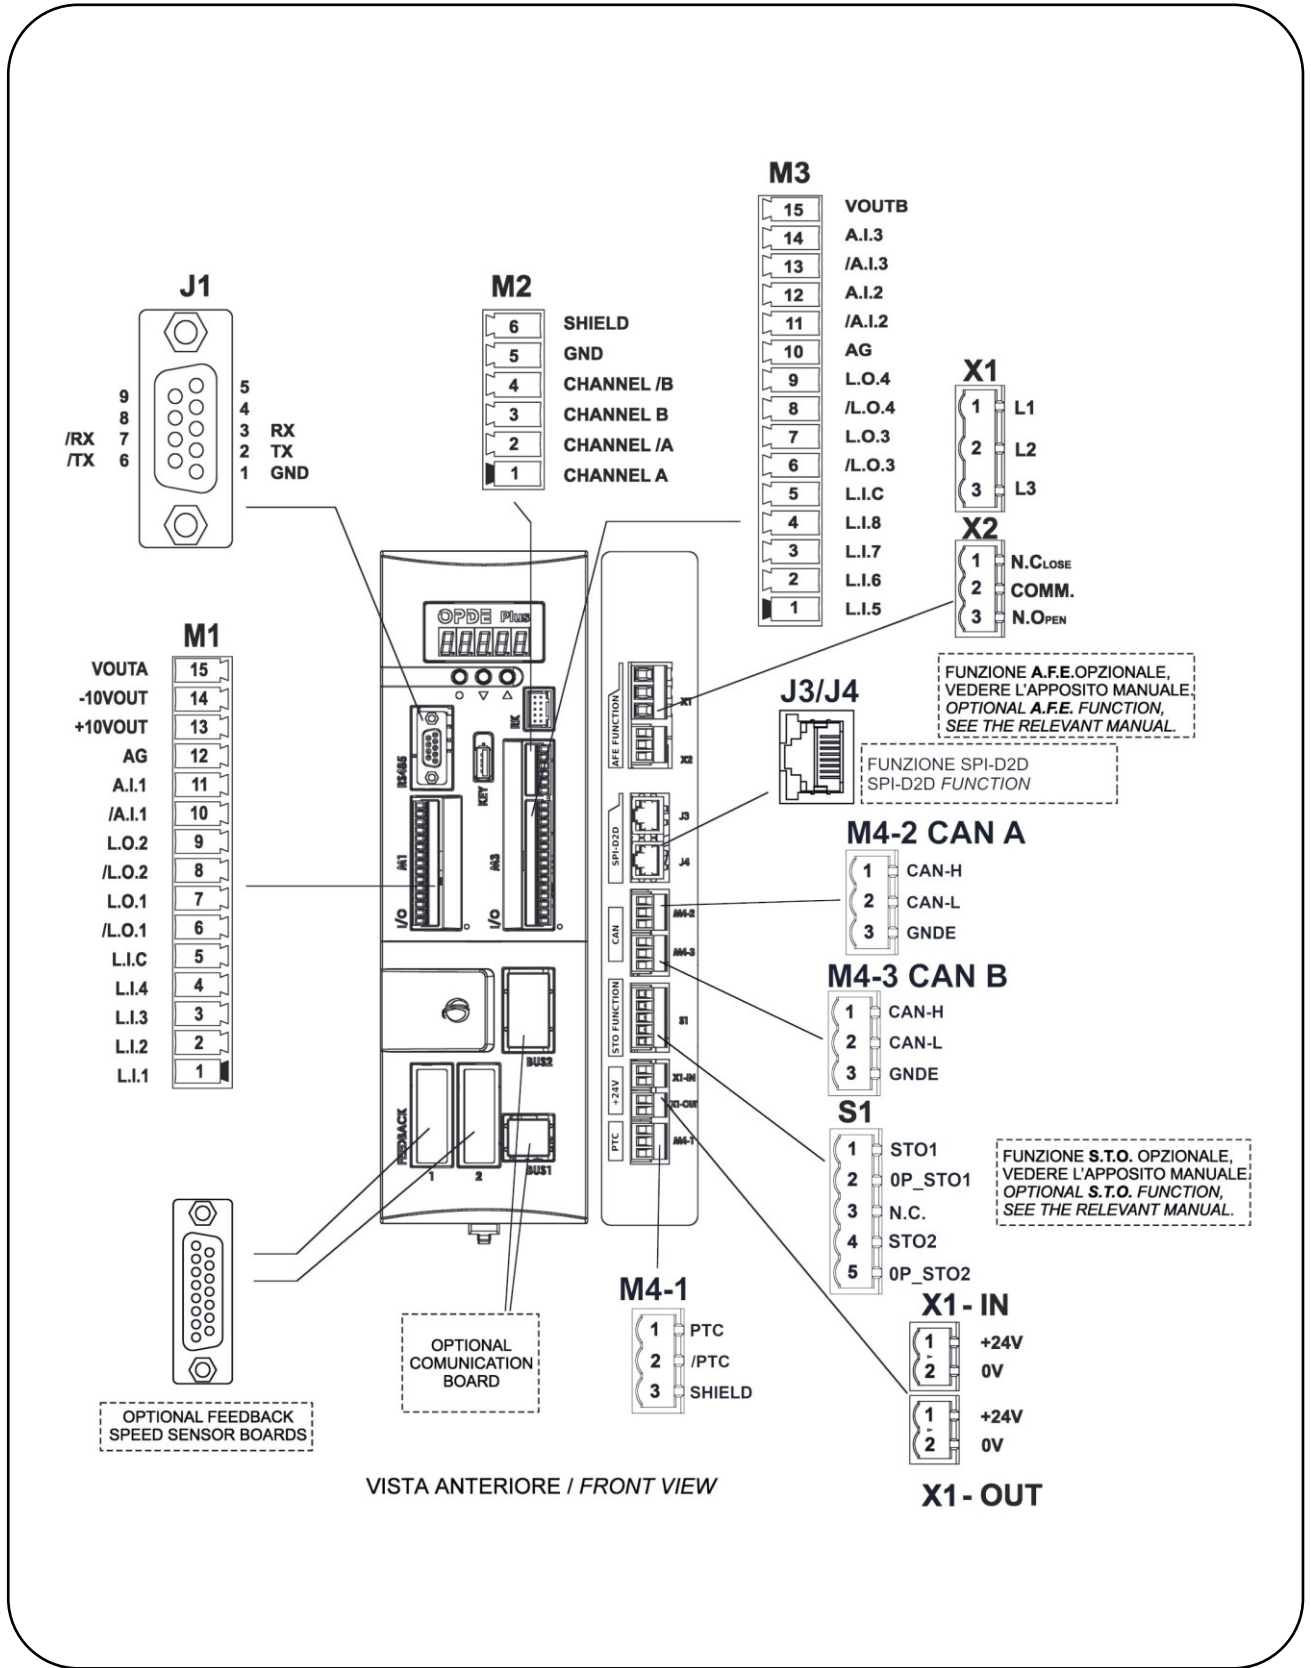 M3
15 VOUTB
14 A.I.3
13 /A.I.3
12 A.I.2
11 /A.I.2
10 AG
9 L.O.4
8 /L.O.4
7 L.O.3
6 /L.O.3
5 L.I.C
4 L.I.8
3 L.I.7
2 L.I.6
1 L.I.5
J1
9
8
/RX 7
/TX 6
5
4
3 RX
2 TX
1 GND
M2
6 SHIELD
5 GND
4 CHANNEL /B
3 CHANNEL B
2 CHANNEL /A
1 CHANNEL A
X1
1 L1
2 L2
3 L3
X2
1 N.CLOSE
2 COMM.
3 N.OPEN
FUNZIONE A.F.E.OPZIONALE,
VEDERE L'APPOSITO MANUALE
OPTIONAL A.F.E. FUNCTION,
SEE THE RELEVANT MANUAL.
M1
VOUTA 15
-10VOUT 14
+10VOUT 13
AG 12
A.I.1 11
/A.I.1 10
L.O.2 9
/L.O.2 8
L.O.1 7
/L.O.1 6
L.I.C 5
L.I.4 4
L.I.3 3
L.I.2 2
L.I.1 1
OPDE Plus
8.8.8.8.8
RK
RS485
KEY
M1
M3
I/O
I/O
BUS2
FEEDBACK
1
2
BUS1
AFE FUNCTION
X1
X2
SPI-D2D
J3
J4
CAN
M4-2
M4-3
STO FUNCTION
S1
+24V
X1-IN
X1-OUT
PTC
M4-1
J3/J4
FUNZIONE SPI-D2D
SPI-D2D FUNCTION
M4-2 CAN A
1 CAN-H
2 CAN-L
3 GNDE
M4-3 CAN B
1 CAN-H
2 CAN-L
3 GNDE
S1
1 STO1
2 0P_STO1
3 N.C.
4 STO2
5 0P_STO2
FUNZIONE S.T.O. OPZIONALE,
VEDERE L'APPOSITO MANUALE
OPTIONAL S.T.O. FUNCTION,
SEE THE RELEVANT MANUAL.
X1- IN
1 +24V
2 0V
1 +24V
2 0V
X1- OUT
M4-1
1 PTC
2 /PTC
3 SHIELD
OPTIONAL
COMUNICATION
BOARD
OPTIONAL FEEDBACK
SPEED SENSOR BOARDS
VISTA ANTERIORE / FRONT VIEW